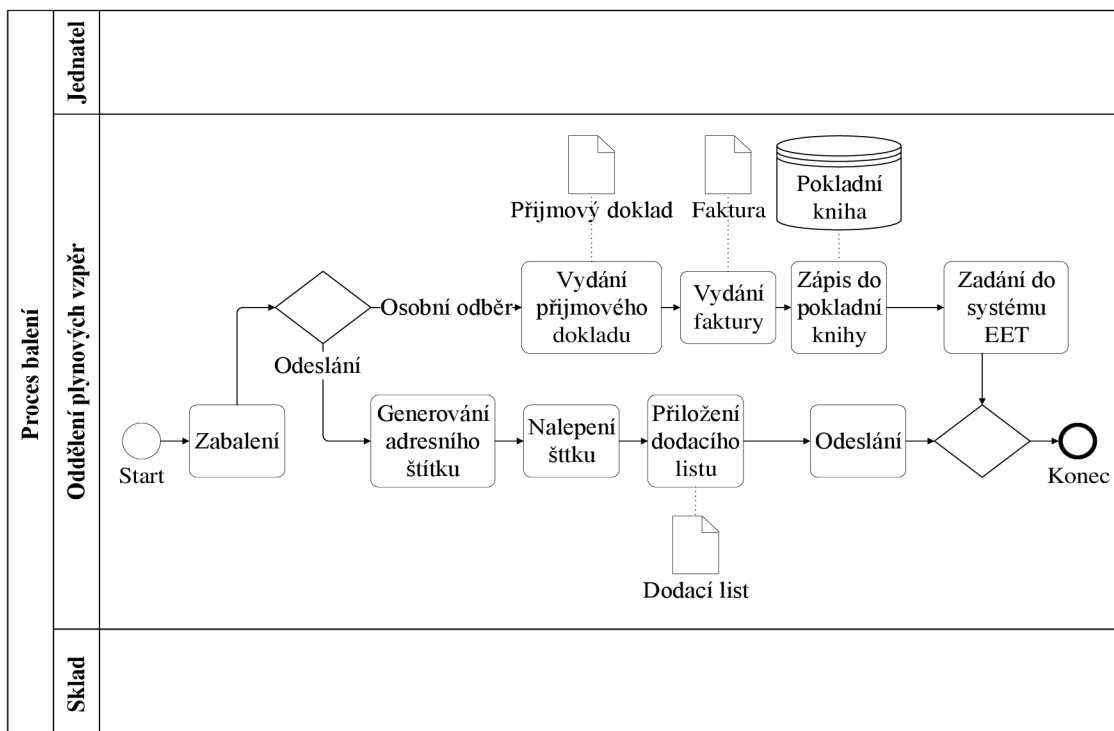 Proces balení
Jednatel
Oddělení plynových vzpěr
Sklad
Přijmový doklad
Faktura
Pokladní
kniha
Osobní odběr
Vydání
přijmového
dokladu
Vydání
faktury
Zápis do
pokladní
knihy
Zadání do
systému
EET
Odeslání
Start
Zabalení
Generování
adresního
štítku
Nalepení
šttku
Přiložení
dodacího
listu
Odeslání
Konec
Dodací list